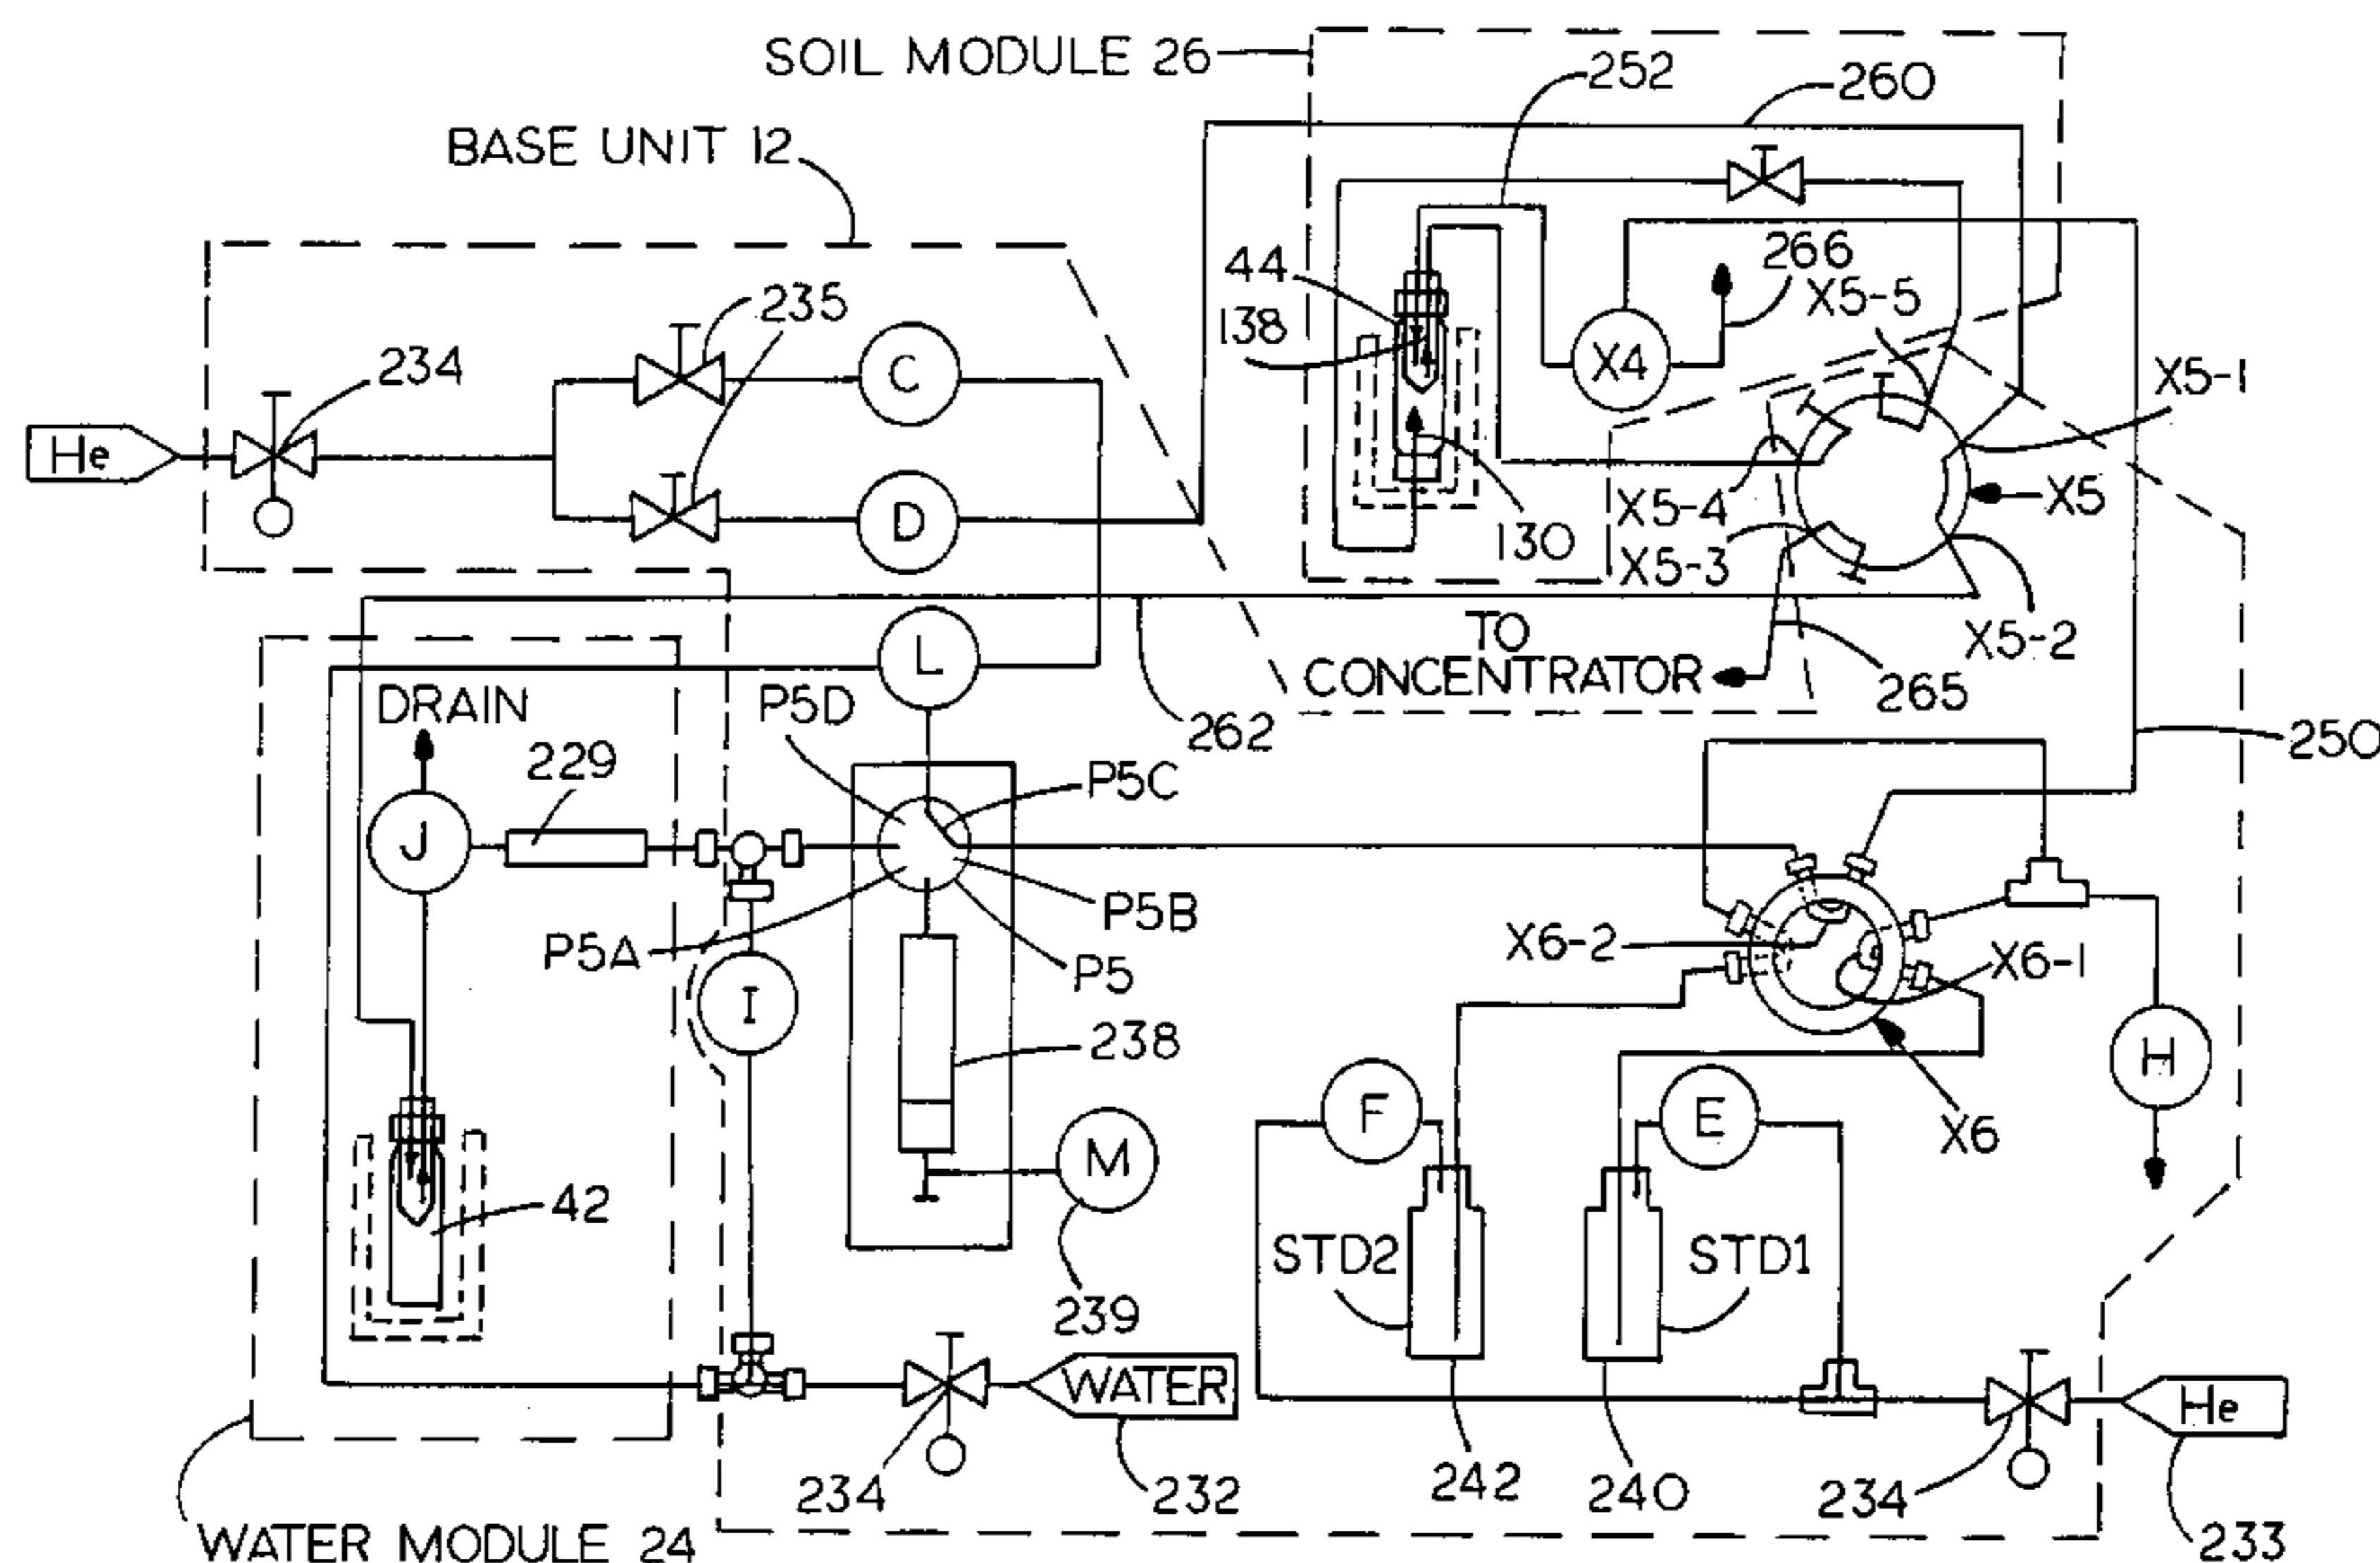 SOIL MODULE 26
252
260
BASE UNIT 12
266
44
X5-5
138
235
X5-1
234
C
X4
He
X5
D
X5-4
130
X5-3
L
TO
CONCENTRATOR
X5-2
265
DRAIN
P5D
262
250
229
P5C
J
P5B
P5A
P5
X6-2
X6-1
I
238
H
F
E
X6
M
42
STD2
STD1
239
WATER
He
234
232
242
240
234
233
WATER MODULE 24